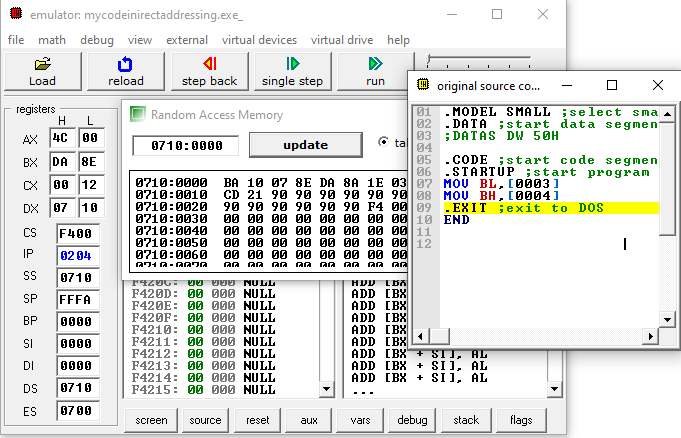 emulator: mycodeinirectaddressing.exe_
file math debug view external virtual devices virtual drive help
Load reload step back single step run
registers
H L
AX 4C 00
BX DA 8E
CX 00 12
DX 07 10
CS F400
IP 0204
SS 0710
SP FFFA
BP 0000
SI 0000
DI 0000
DS 0710
ES 0700
Random Access Memory
0710:0000 update tal
0710:0000 BA 10 07 8E DA 8A 1E 03
0710:0010 CD 21 90 90 90 90 90 90
0710:0020 90 90 90 90 90 90 F4 00
0710:0030 00 00 00 00 00 00 00 00
0710:0040 00 00 00 00 00 00 00 00
0710:0050 00 00 00 00 00 00 00 00
0710:0060 00 00 00 00 00 00 00 00
0710:0070 00 00 00 00 00 00 00 00
F420C: 00 000 NULL
F420D: 00 000 NULL
F420E: 00 000 NULL
F420F: 00 000 NULL
F4210: 00 000 NULL
F4211: 00 000 NULL
F4212: 00 000 NULL
F4213: 00 000 NULL
F4214: 00 000 NULL
F4215: 00 000 NULL
ADD [BX
ADD [BX
ADD [BX
ADD [BX
ADD [BX
ADD [BX + SI], AL
ADD [BX + SI], AL
ADD [BX + SI], AL
ADD [BX + SI], AL
...
screen source reset aux vars debug stack flags
original source co...
01 .MODEL SMALL ;select sma
02 .DATA ;start data segmen
03 ;DATAS DW 50H
04
05 .CODE ;start code segmen
06 .STARTUP ;start program
07 MOV BL,[0003]
08 MOV BH,[0004]
09 .EXIT ;exit to DOS
10 END
11
12